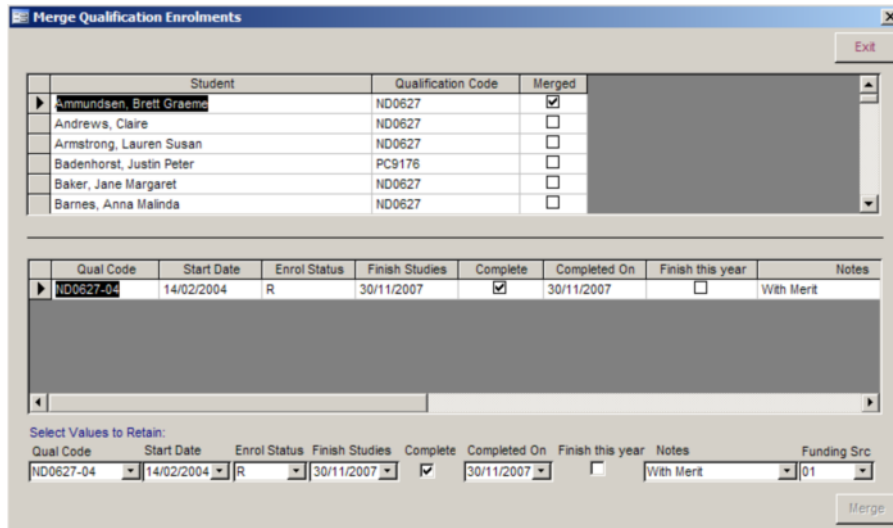 Merge Qualification Enrolments
Exit
Student Qualification Code Merged
Ammundsen, Brett Graeme ND0627
Andrews, Claire ND0627
Armstrong, Lauren Susan ND0627
Badenhorst, Justin Peter PC9176
Baker, Jane Margaret ND0627
Barnes, Anna Malinda ND0627
Qual Code Start Date Enrol Status Finish Studies Complete Completed On Finish this year Notes
ND0627-04 14/02/2004 R 30/11/2007 30/11/2007 With Merit
Select Values to Retain:
Qual Code Start Date Enrol Status Finish Studies Complete Completed On Finish this year Notes Funding Src
ND0627-04 14/02/2004 R 30/11/2007 30/11/2007 With Merit 01
Merge